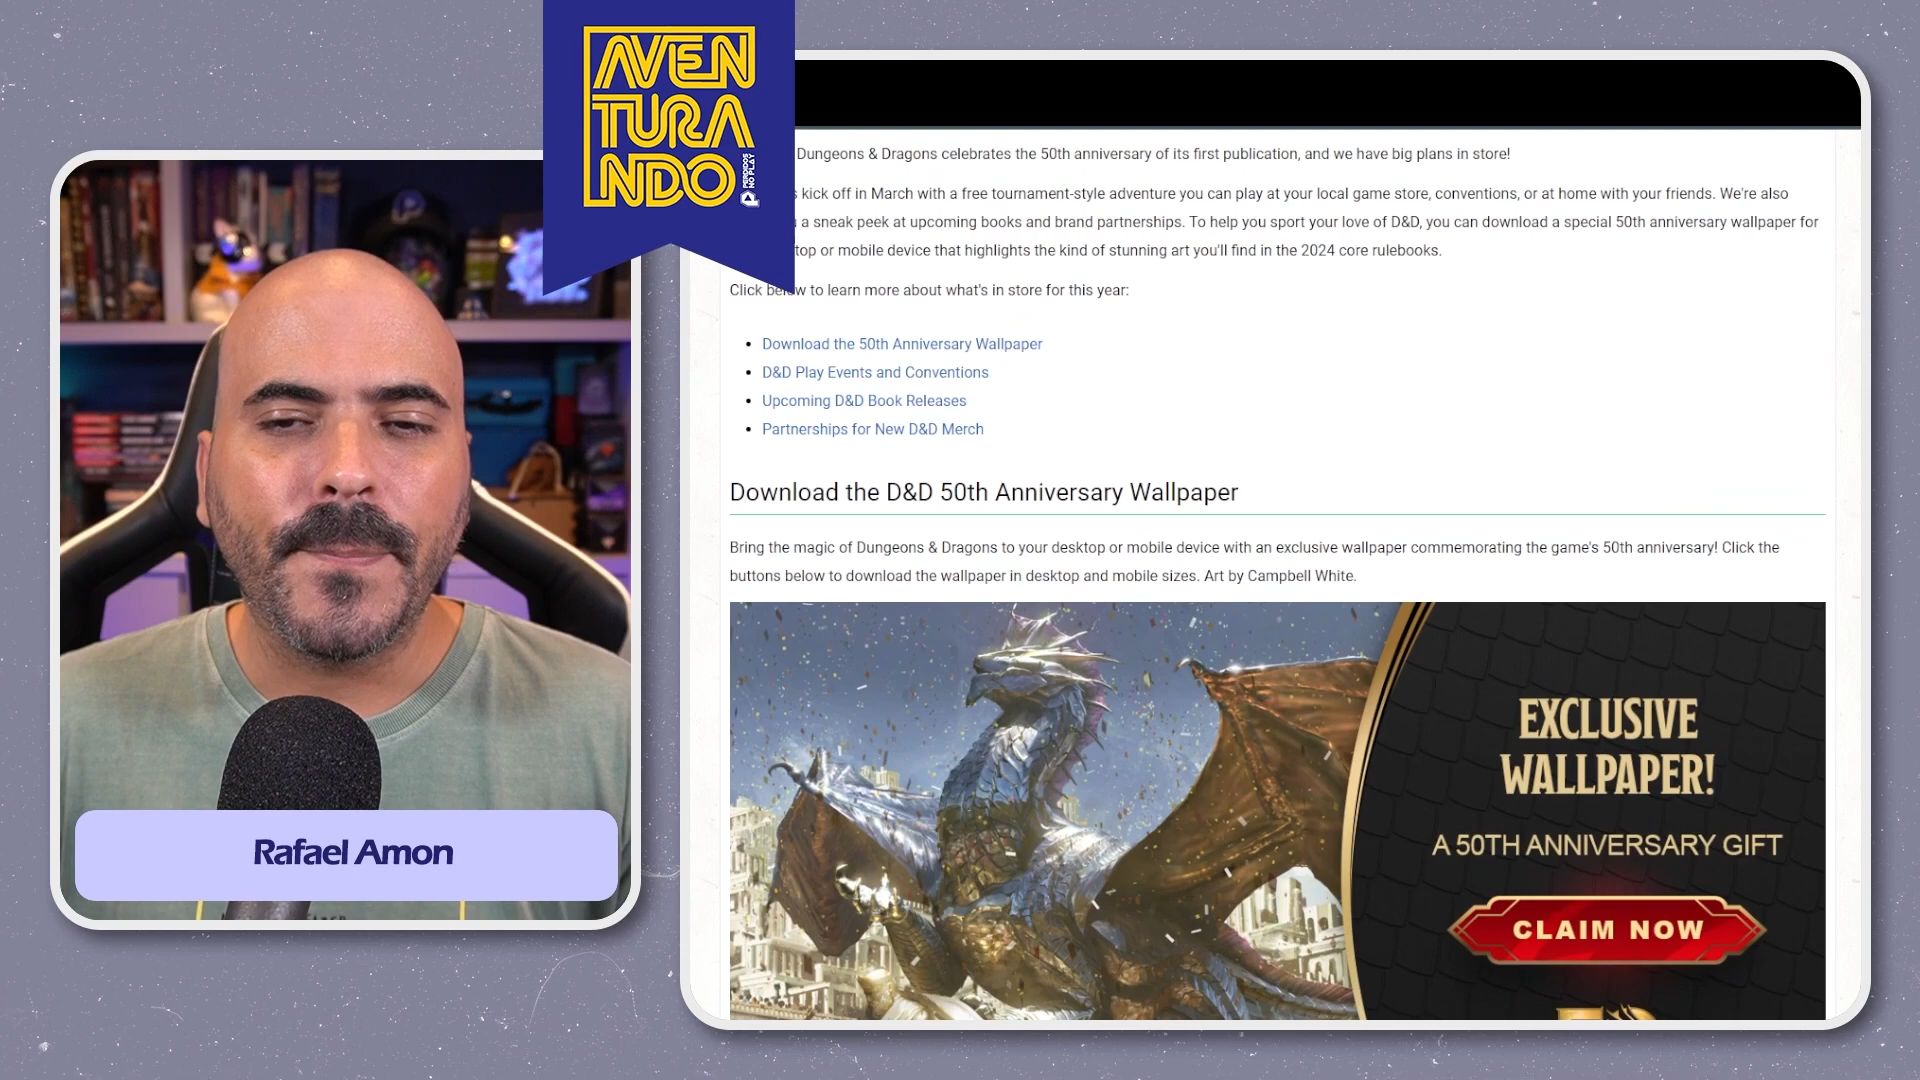 AVEN
TURA
NDO
PERDIDOS
NO PLAY
Rafael Amon
Dungeons & Dragons celebrates the 50th anniversary of its first publication, and we have big plans in store!
kick off in March with a free tournament-style adventure you can play at your local game store, conventions, or at home with your friends. We're also
a sneak peek at upcoming books and brand partnerships. To help you sport your love of D&D, you can download a special 50th anniversary wallpaper for
top or mobile device that highlights the kind of stunning art you'll find in the 2024 core rulebooks.
Click below to learn more about what's in store for this year:
• Download the 50th Anniversary Wallpaper
• D&D Play Events and Conventions
• Upcoming D&D Book Releases
• Partnerships for New D&D Merch
Download the D&D 50th Anniversary Wallpaper
Bring the magic of Dungeons & Dragons to your desktop or mobile device with an exclusive wallpaper commemorating the game's 50th anniversary! Click the
buttons below to download the wallpaper in desktop and mobile sizes. Art by Campbell White.
EXCLUSIVE
WALLPAPER!
A 50TH ANNIVERSARY GIFT
CLAIM NOW